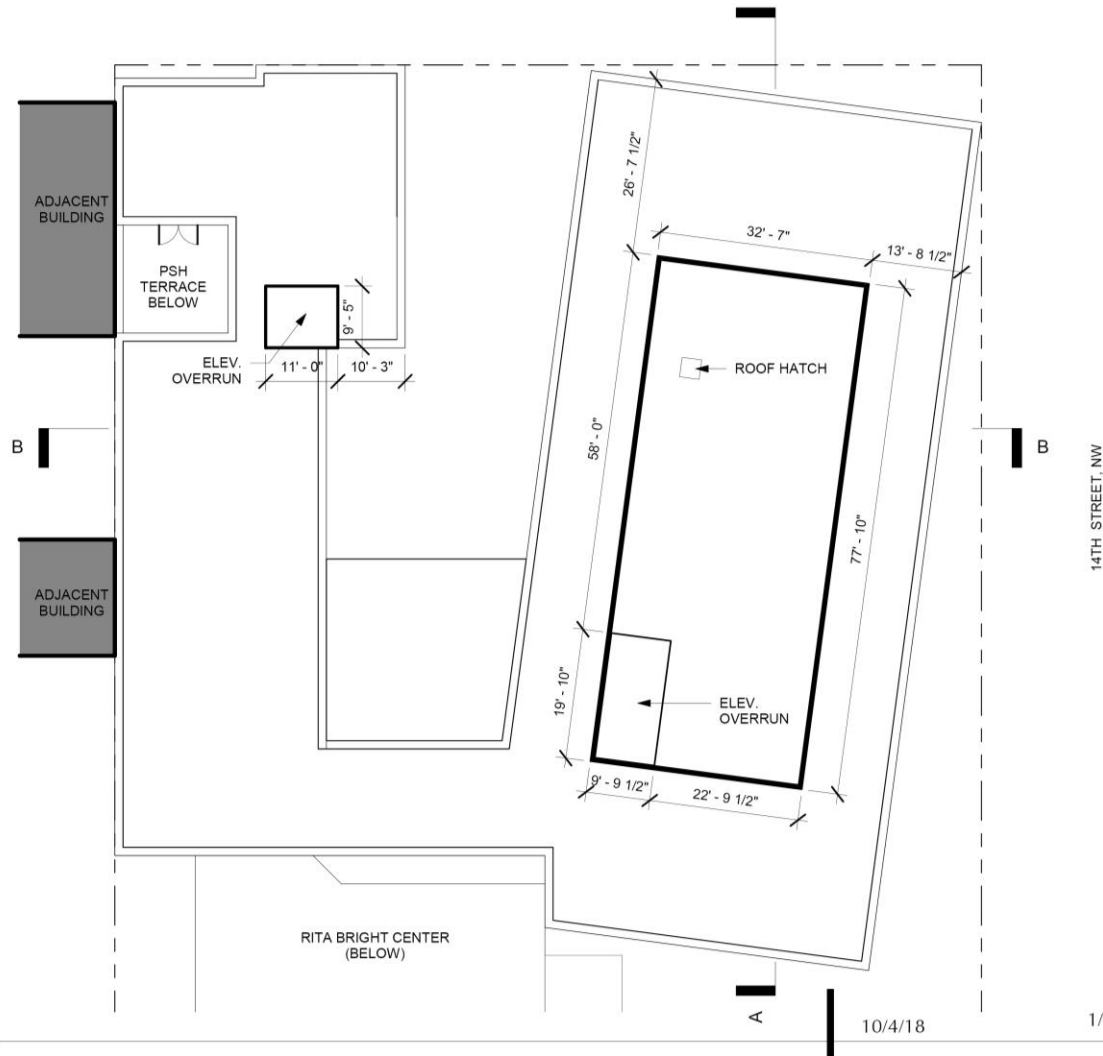 26' - 7 1/2"
ADJACENT
BUILDING
32' - 7"
13' - 8 1/2"
PSH
TERRACE
BELOW
9' - 5"
ELEV.
OVERRUN
11' - 0"
10' - 3"
ROOF HATCH
B
58' - 0"
B
14TH STREET, NW
77' - 10"
ADJACENT
BUILDING
19' - 10"
ELEV.
OVERRUN
9' - 9 1/2"
22' - 9 1/2"
RITA BRIGHT CENTER
(BELOW)
A
10/4/18
1/